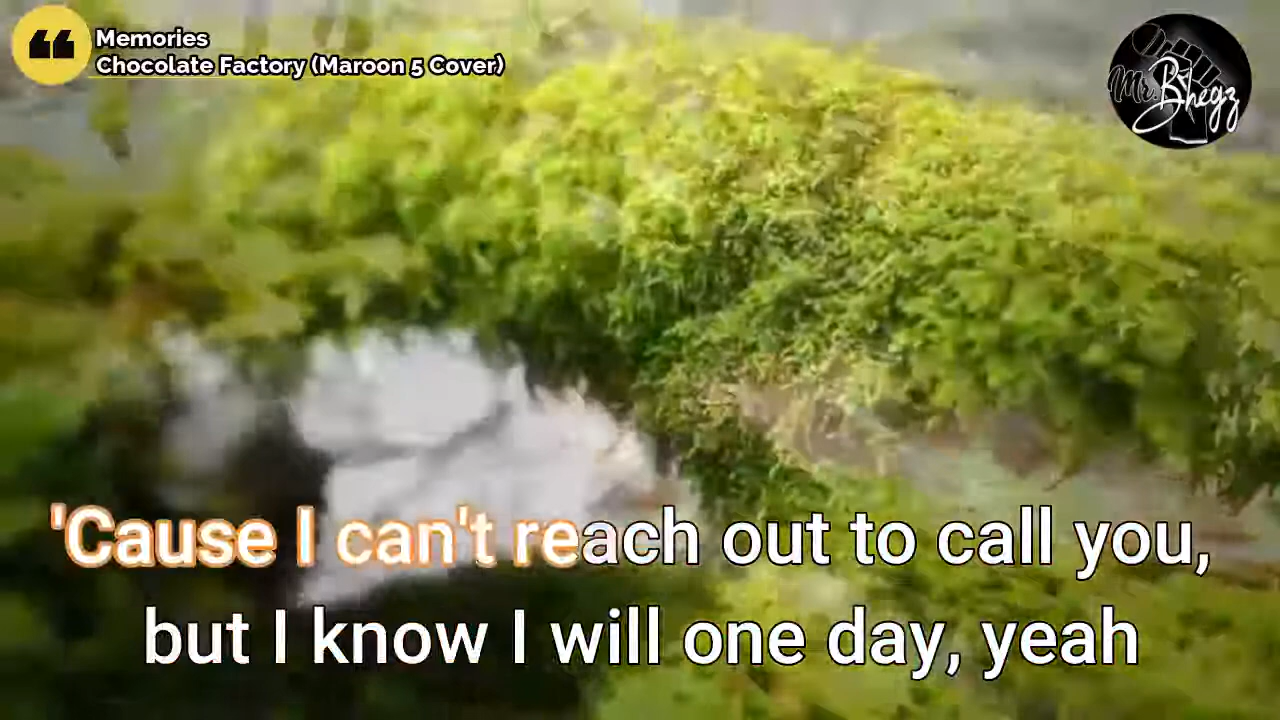 Memories
Chocolate Factory (Maroon 5 Cover)
Mr. Bhegz
'Cause I can't reach out to call you,
but I know I will one day, yeah